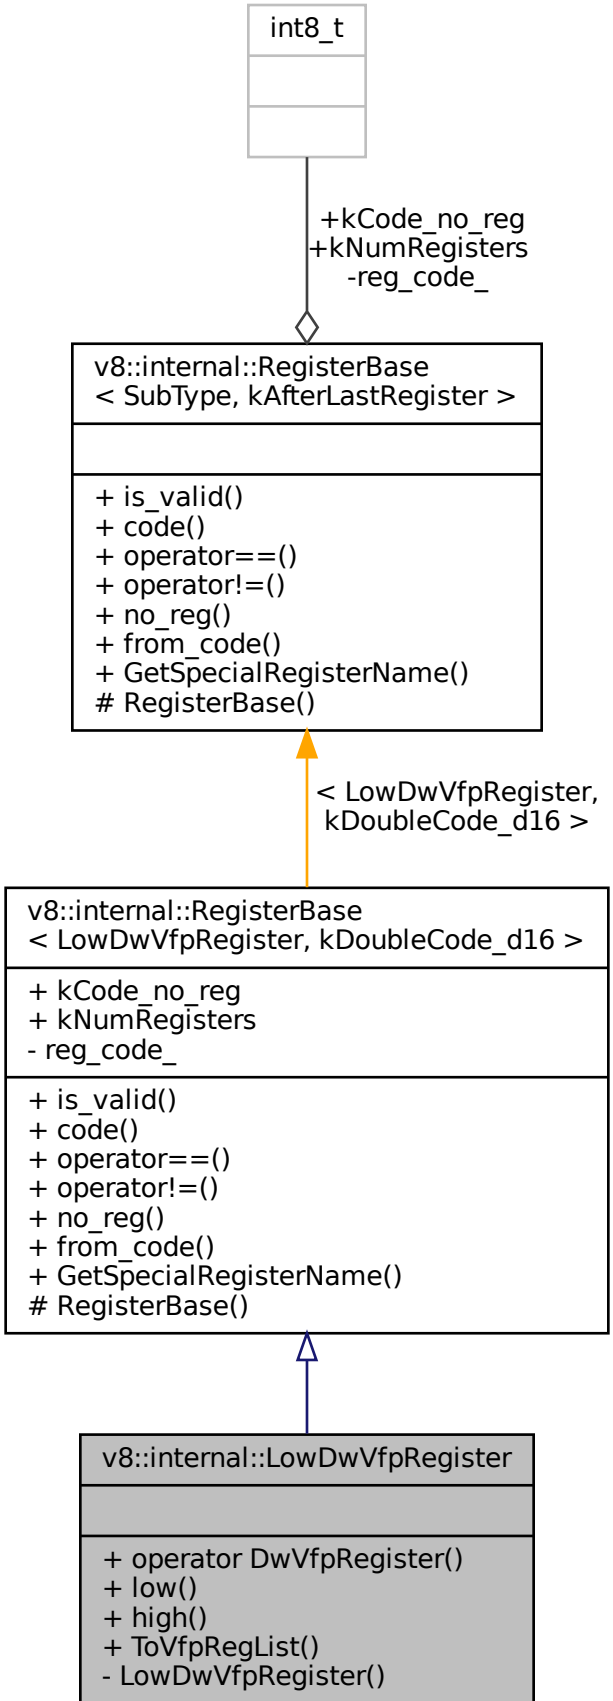 int8_t
+kCode_no_reg
+kNumRegisters
-reg_code_
v8::internal::RegisterBase
< SubType, kAfterLastRegister >
+ is_valid()
+ code()
+ operator==()
+ operator!=()
+ no_reg()
+ from_code()
+ GetSpecialRegisterName()
# RegisterBase()
< LowDwVfpRegister,
kDoubleCode_d16 >
v8::internal::RegisterBase
< LowDwVfpRegister, kDoubleCode_d16 >
+ kCode_no_reg
+ kNumRegisters
- reg_code_
+ is_valid()
+ code()
+ operator==()
+ operator!=()
+ no_reg()
+ from_code()
+ GetSpecialRegisterName()
# RegisterBase()
v8::internal::LowDwVfpRegister
+ operator DwVfpRegister()
+ low()
+ high()
+ ToVfpRegList()
- LowDwVfpRegister()